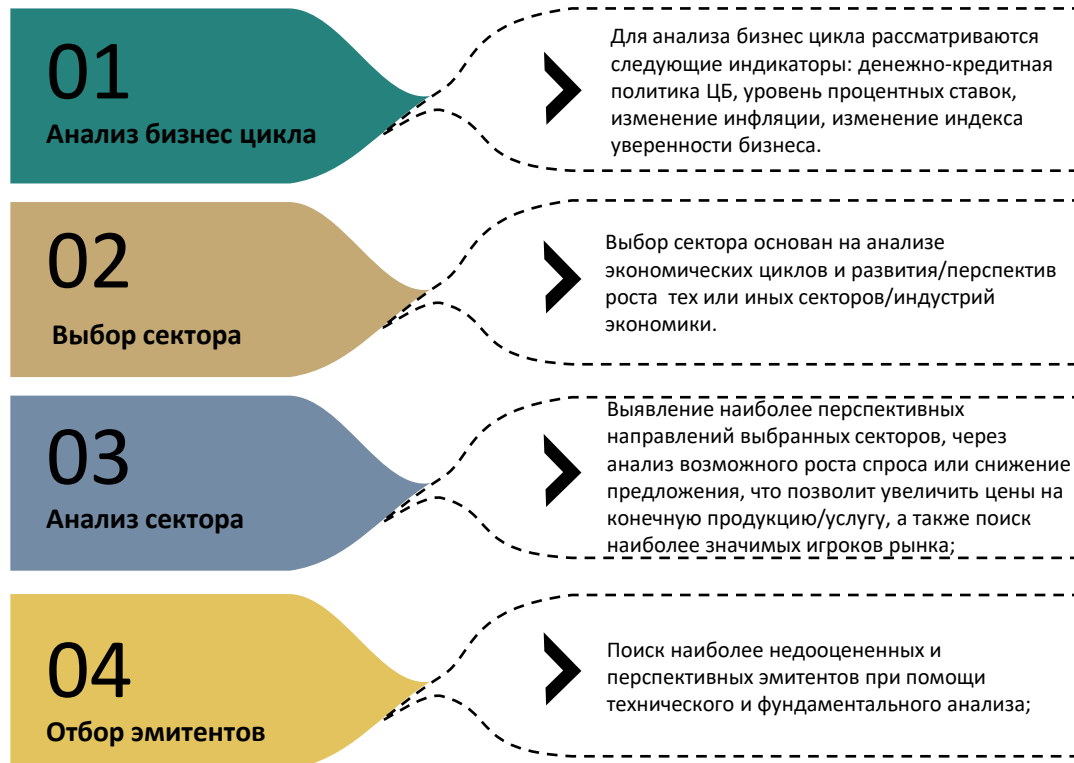 01
Анализ бизнес цикла
Для анализа бизнес цикла рассматриваются
следующие индикаторы: денежно-кредитная
политика ЦБ, уровень процентных ставок,
изменение инфляции, изменение индекса
уверенности бизнеса.
02
Выбор сектора
Выбор сектора основан на анализе
экономических циклов и развития/перспектив
роста тех или иных секторов/индустрий
экономики.
03
Анализ сектора
Выявление наиболее перспективных
направлений выбранных секторов, через
анализ возможного роста спроса или снижение
предложения, что позволит увеличить цены на
конечную продукцию/услугу, а также поиск
наиболее значимых игроков рынка;
04
Отбор эмитентов
Поиск наиболее недооцененных и
перспективных эмитентов при помощи
технического и фундаментального анализа;